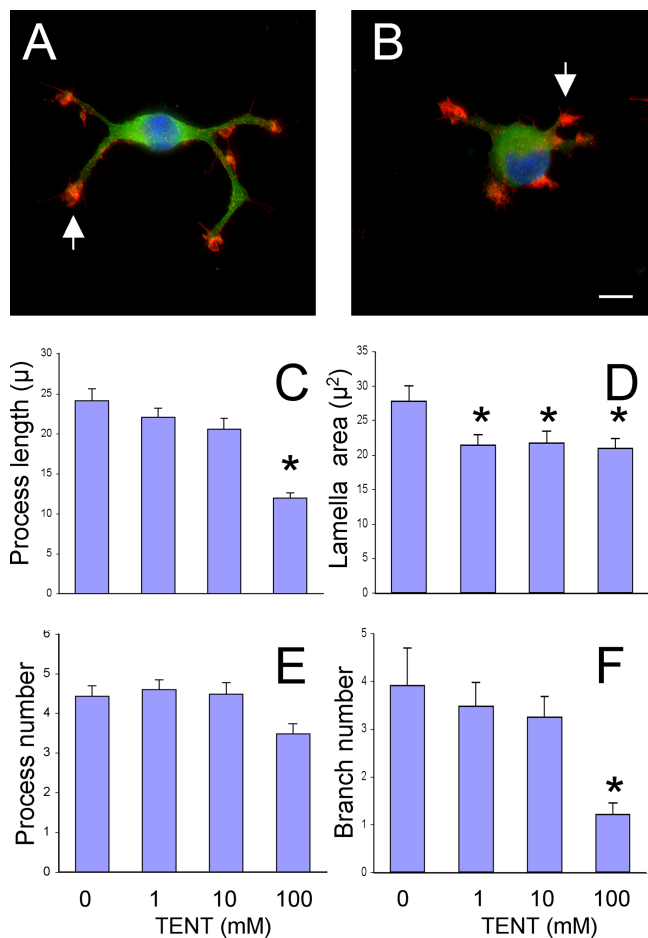 A
B
C
Process length (µ)
30
25
20
15
10
5
0
*
D
Lamella area (µ²)
35
30
25
20
15
10
5
0
* * *
E
Process number
6
5
4
3
2
1
0
0 1 10 100
TENT (mM)
F
Branch number
5
4
3
2
1
0
*
0 1 10 100
TENT (mM)